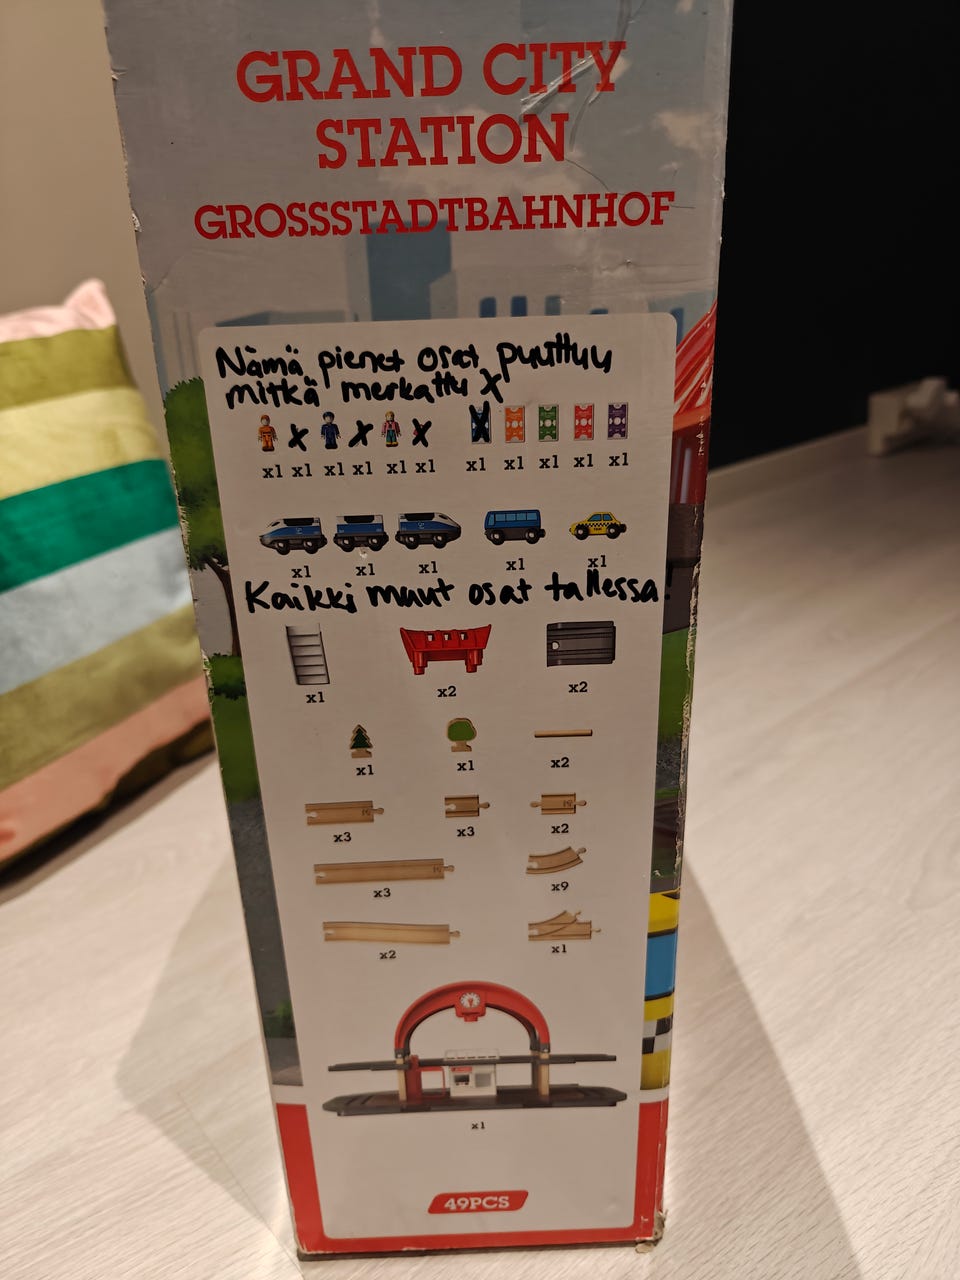 GRAND CITY
STATION
GROSSSTADTBAHNHOF
Nämä pienet osat puuttuu
mitkä merkattu X
x1 x1 x1 x1 x1 x1 x1 x1 x1 x1 x1
x1 x1 x1 x1 x1
Kaikki muut osat tallessa!
x1 x2 x2
x1 x1 x2
x3 x3 x2
x3 x9
x2 x1
x1
49PCS